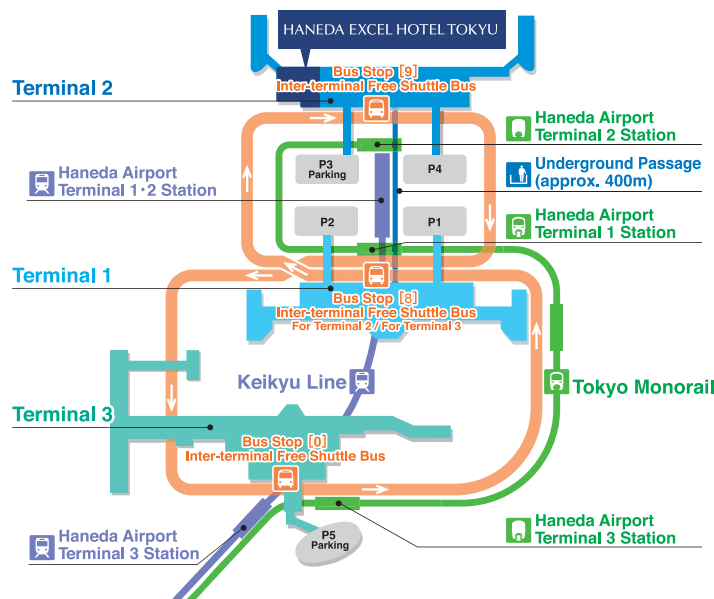 HANEDA EXCEL HOTEL TOKYU
Bus Stop [9]
Inter-terminal Free Shuttle Bus
Terminal 2
Haneda Airport
Terminal 2 Station
P3
Parking
P4
Haneda Airport
Terminal 1・2 Station
Underground Passage
(approx. 400m)
P2
P1
Haneda Airport
Terminal 1 Station
Terminal 1
Bus Stop [8]
Inter-terminal Free Shuttle Bus
For Terminal 2 / For Terminal 3
Keikyu Line
Tokyo Monorail
Terminal 3
Bus Stop [0]
Inter-terminal Free Shuttle Bus
Haneda Airport
Terminal 3 Station
P5
Parking
Haneda Airport
Terminal 3 Station